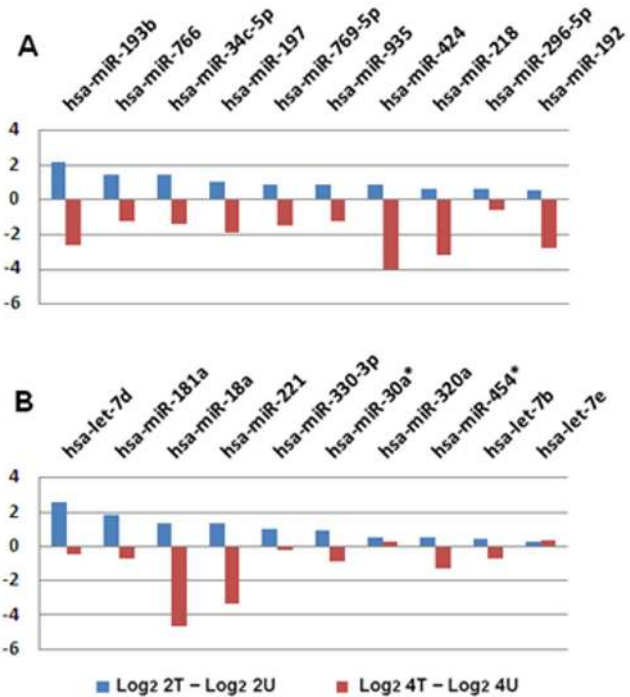 A
hsa-miR-193b
hsa-miR-766
hsa-miR-34c-5p
hsa-miR-197
hsa-miR-769-5p
hsa-miR-935
hsa-miR-424
hsa-miR-218
hsa-miR-296-5p
hsa-miR-192
4
2
0
-2
-4
-6
B
hsa-let-7d
hsa-miR-181a
hsa-miR-18a
hsa-miR-221
hsa-miR-330-3p
hsa-miR-30a*
hsa-miR-320a
hsa-miR-454*
hsa-let-7b
hsa-let-7e
4
2
0
-2
-4
-6
Log2 2T – Log2 2U
Log2 4T – Log2 4U